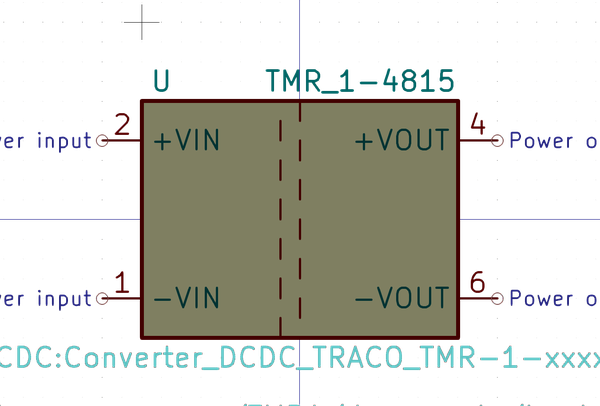 U TMR_1-4815
wer input 2 +VIN +VOUT 4 Power o
wer input 1 -VIN -VOUT 6 Power o
CDC:Converter_DCDC_TRACO_TMR-1-xxxx